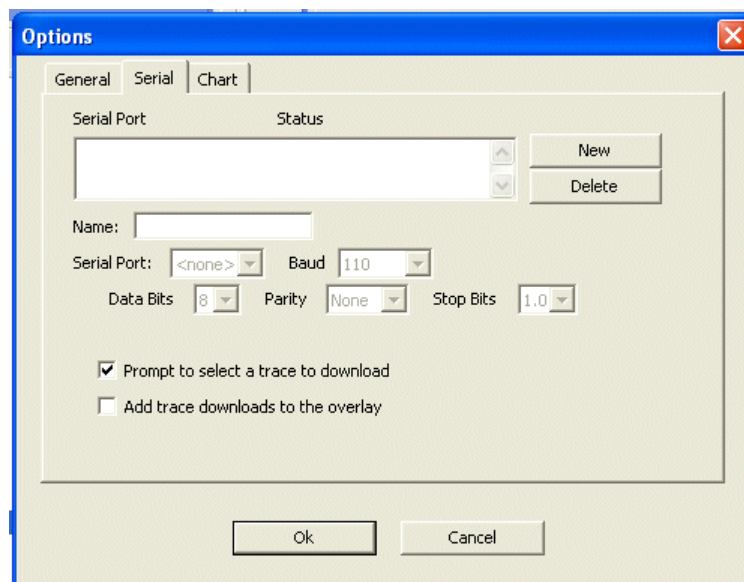 Options
General Serial Chart
Serial Port Status
New
Delete
Name:
Serial Port: <none> Baud 110
Data Bits 8 Parity None Stop Bits 1.0
Prompt to select a trace to download
Add trace downloads to the overlay
Ok Cancel